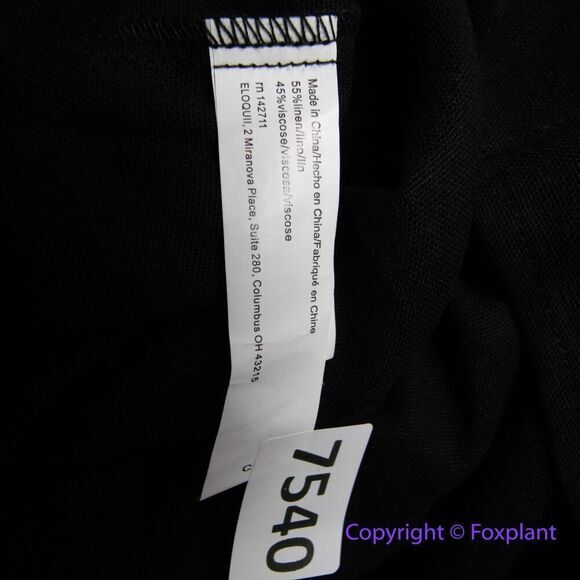 Made in China/Hecho en China/Fabriqué en Chine
55%linen/lino/lin
45%viscose/viscosa/viscose
rn 142711
ELOQUII, 2 Miranova Place, Suite 280, Columbus OH 43215
C
7540
Copyright © Foxplant